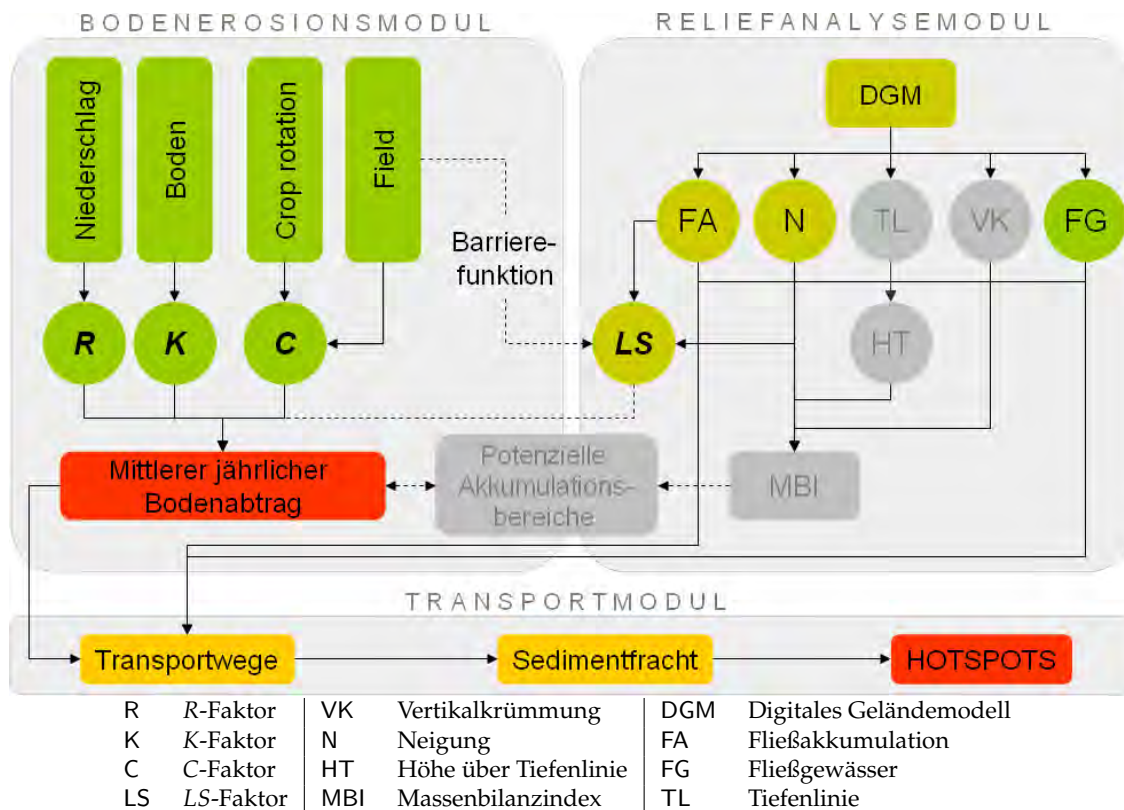 BODENEROSIONSMODUL
RELIEFANALYSEMODUL
Niederschlag
Boden
Crop rotation
Field
DGM
FA
N
TL
VK
FG
Barriere-
funktion
R
K
C
LS
HT
Mittlerer jährlicher
Bodenabtrag
Potenzielle
Akkumulations-
bereiche
MBI
TRANSPORTMODUL
Transportwege
Sedimentfracht
HOTSPOTS
R R-Faktor VK Vertikalkrümmung DGM Digitales Geländemodell
K K-Faktor N Neigung FA Fließakkumulation
C C-Faktor HT Höhe über Tiefenlinie FG Fließgewässer
LS LS-Faktor MBI Massenbilanzindex TL Tiefenlinie